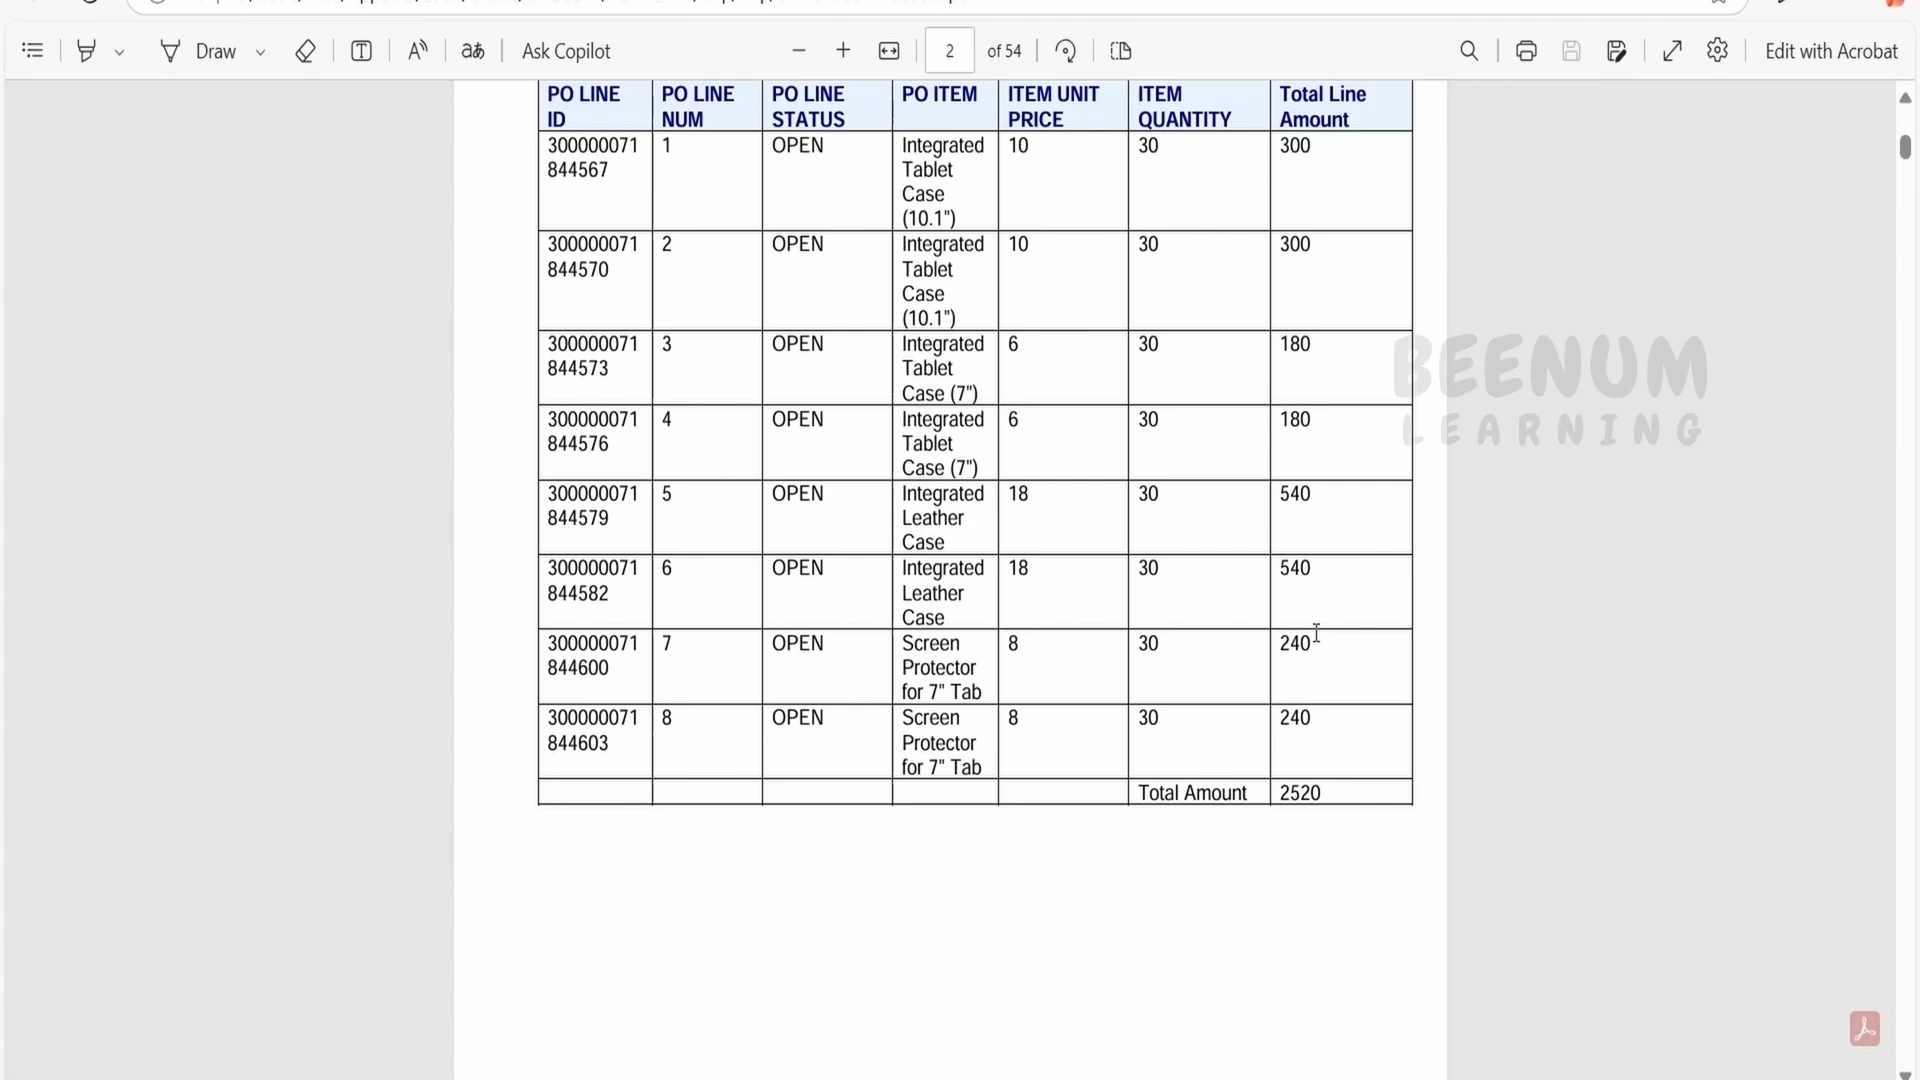 Draw
Ask Copilot
2 of 54
Edit with Acrobat
PO LINE ID PO LINE NUM PO LINE STATUS PO ITEM ITEM UNIT PRICE ITEM QUANTITY Total Line Amount
300000071844567 1 OPEN Integrated Tablet Case (10.1") 10 30 300
300000071844570 2 OPEN Integrated Tablet Case (10.1") 10 30 300
300000071844573 3 OPEN Integrated Tablet Case (7") 6 30 180
300000071844576 4 OPEN Integrated Tablet Case (7") 6 30 180
300000071844579 5 OPEN Integrated Leather Case 18 30 540
300000071844582 6 OPEN Integrated Leather Case 18 30 540
300000071844600 7 OPEN Screen Protector for 7" Tab 8 30 240
300000071844603 8 OPEN Screen Protector for 7" Tab 8 30 240
Total Amount 2520
BEENUM
LEARNING